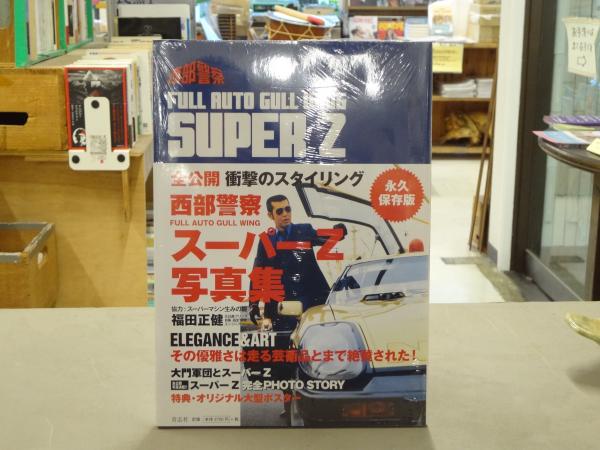 西部警察
FULL AUTO GULL WING
SUPER Z
全公開 衝撃のスタイリング
永久
保存版
西部警察
FULL AUTO GULL WING
スーパーZ
写真集
協力：スーパーマシン生みの親
福田正健
ELEGANCE&ART
その優雅さは走る芸術品とまで絶賛された！
大門軍団とスーパーZ
スーパーZ 完全PHOTO STORY
特典・オリジナル大型ポスター
青志社